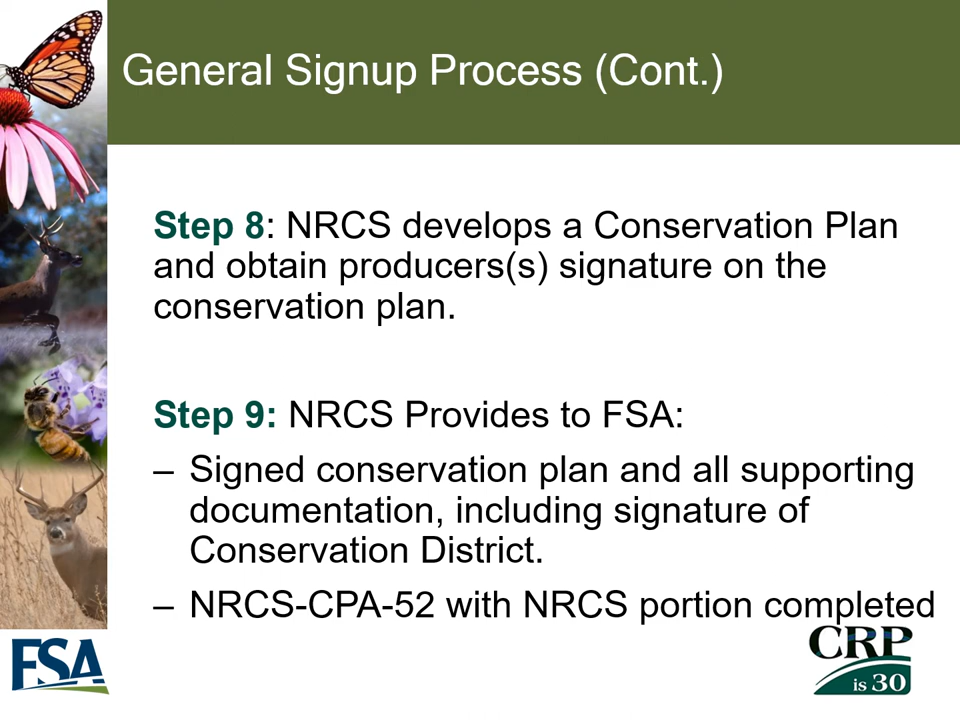 General Signup Process (Cont.)
Step 8: NRCS develops a Conservation Plan
and obtain producers(s) signature on the
conservation plan.
Step 9: NRCS Provides to FSA:
– Signed conservation plan and all supporting
documentation, including signature of
Conservation District.
– NRCS-CPA-52 with NRCS portion completed
FSA
CRP
is 30